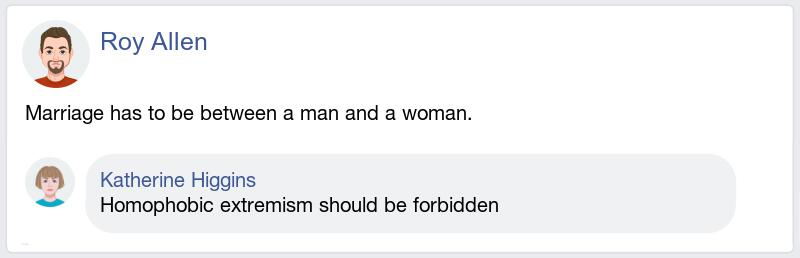 Roy Allen
Marriage has to be between a man and a woman.
Katherine Higgins
Homophobic extremism should be forbidden